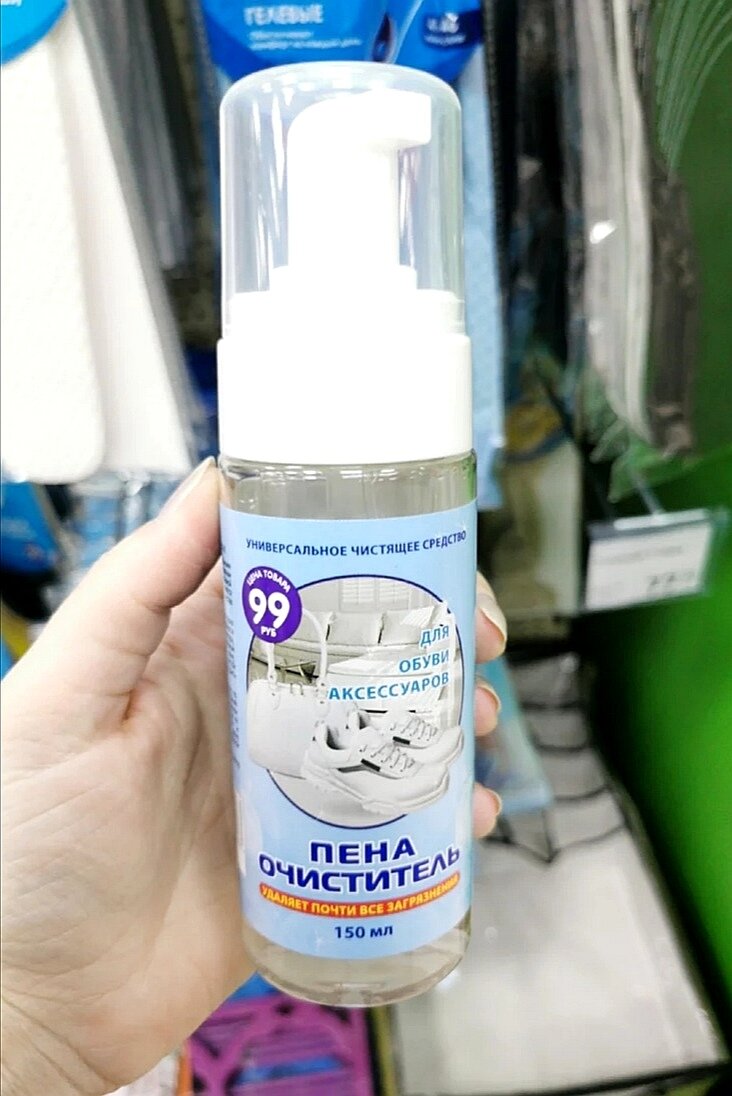 ГЕЛЕВЫЕ
УНИВЕРСАЛЬНОЕ ЧИСТЯЩЕЕ СРЕДСТВО
ЦЕНА ТОВАРА
99
РУБ
ДЛЯ
ОБУВИ
АКСЕССУАРОВ
ПЕНА
ОЧИСТИТЕЛЬ
УДАЛЯЕТ ПОЧТИ ВСЕ ЗАГРЯЗНЕНИЯ
150 мл